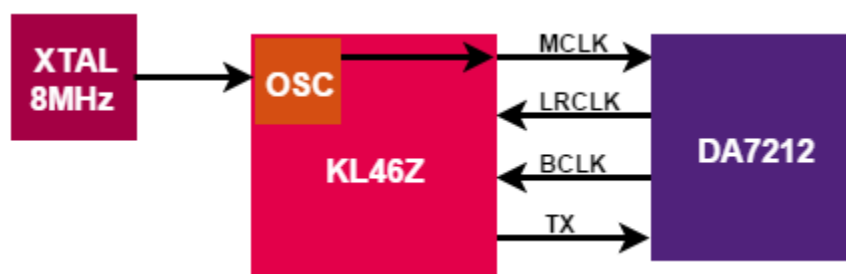 XTAL
8MHz
OSC
KL46Z
MCLK
LRCLK
BCLK
TX
DA7212